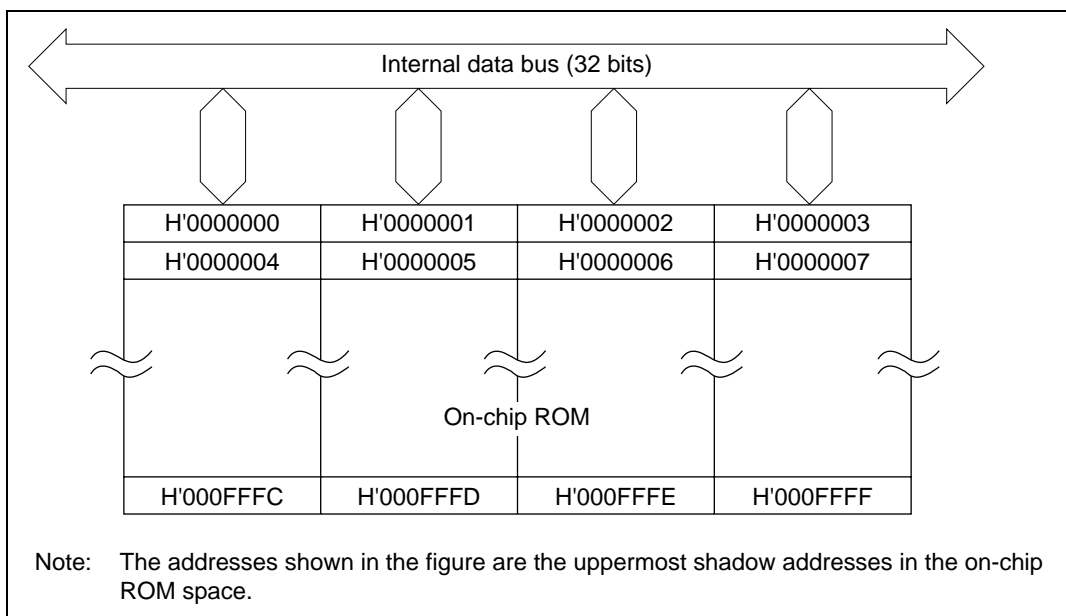 Internal data bus (32 bits)
H'0000000 H'0000001 H'0000002 H'0000003
H'0000004 H'0000005 H'0000006 H'0000007
On-chip ROM
H'000FFFC H'000FFFD H'000FFFE H'000FFFF
Note: The addresses shown in the figure are the uppermost shadow addresses in the on-chip
ROM space.